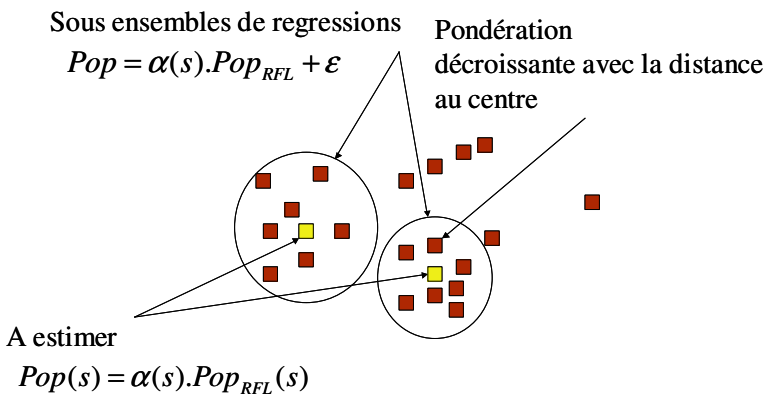 Sous ensembles de regressions
Pop = α(s).Pop_RFL + ε
Pondération
décroissante avec la distance
au centre
A estimer
Pop(s) = α(s).Pop_RFL(s)